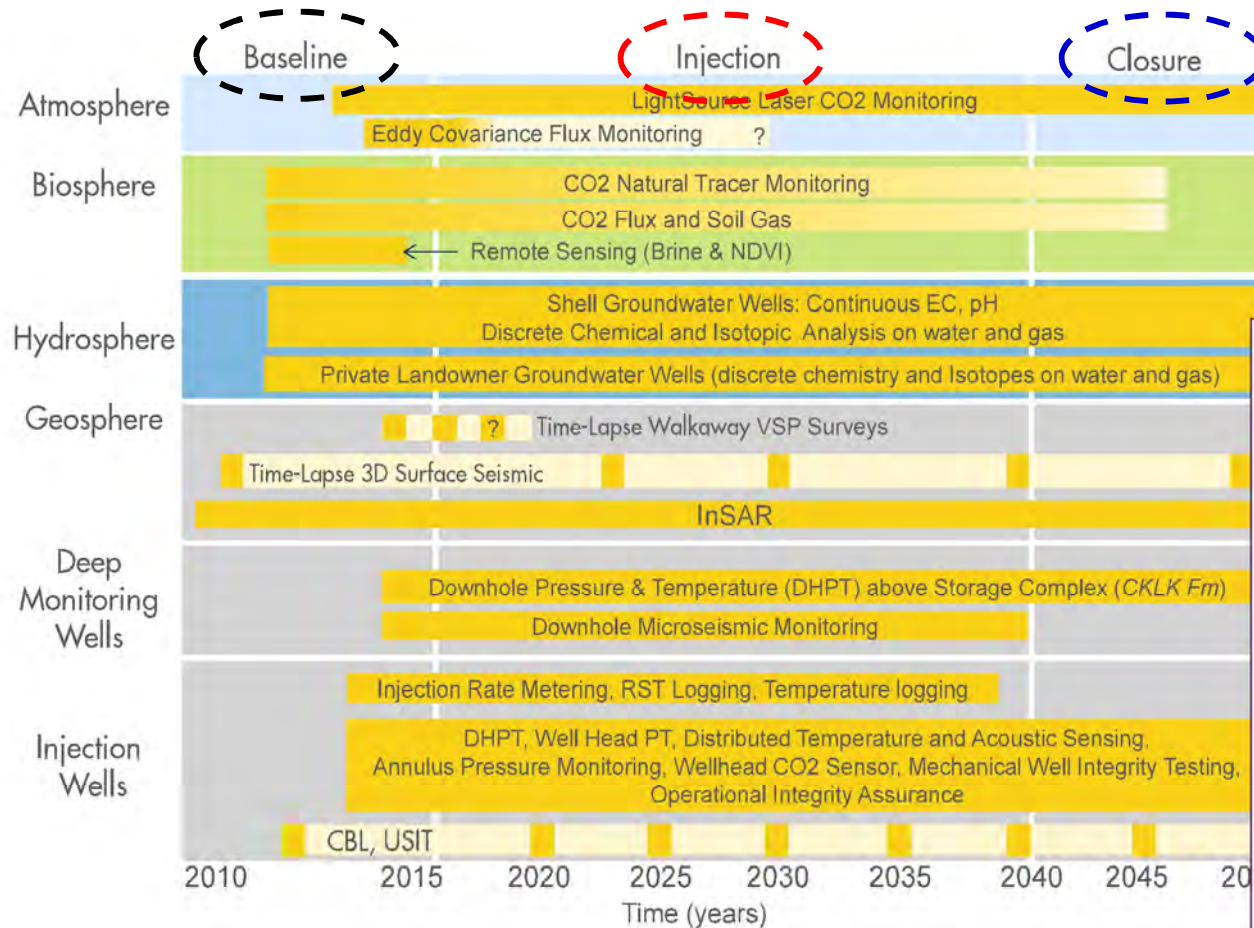 Baseline
Injection
Closure
Atmosphere
LightSource Laser CO2 Monitoring
Eddy Covariance Flux Monitoring ?
Biosphere
CO2 Natural Tracer Monitoring
CO2 Flux and Soil Gas
Remote Sensing (Brine & NDVI)
Hydrosphere
Shell Groundwater Wells: Continuous EC, pH
Discrete Chemical and Isotopic Analysis on water and gas
Private Landowner Groundwater Wells (discrete chemistry and Isotopes on water and gas)
Geosphere
? Time-Lapse Walkaway VSP Surveys
Time-Lapse 3D Surface Seismic
InSAR
Deep
Monitoring
Wells
Downhole Pressure & Temperature (DHPT) above Storage Complex (CKLK Fm)
Downhole Microseismic Monitoring
Injection
Wells
Injection Rate Metering, RST Logging, Temperature logging
DHPT, Well Head PT, Distributed Temperature and Acoustic Sensing,
Annulus Pressure Monitoring, Wellhead CO2 Sensor, Mechanical Well Integrity Testing,
Operational Integrity Assurance
CBL, USIT
2010 2015 2020 2025 2030 2035 2040 2045 20
Time (years)